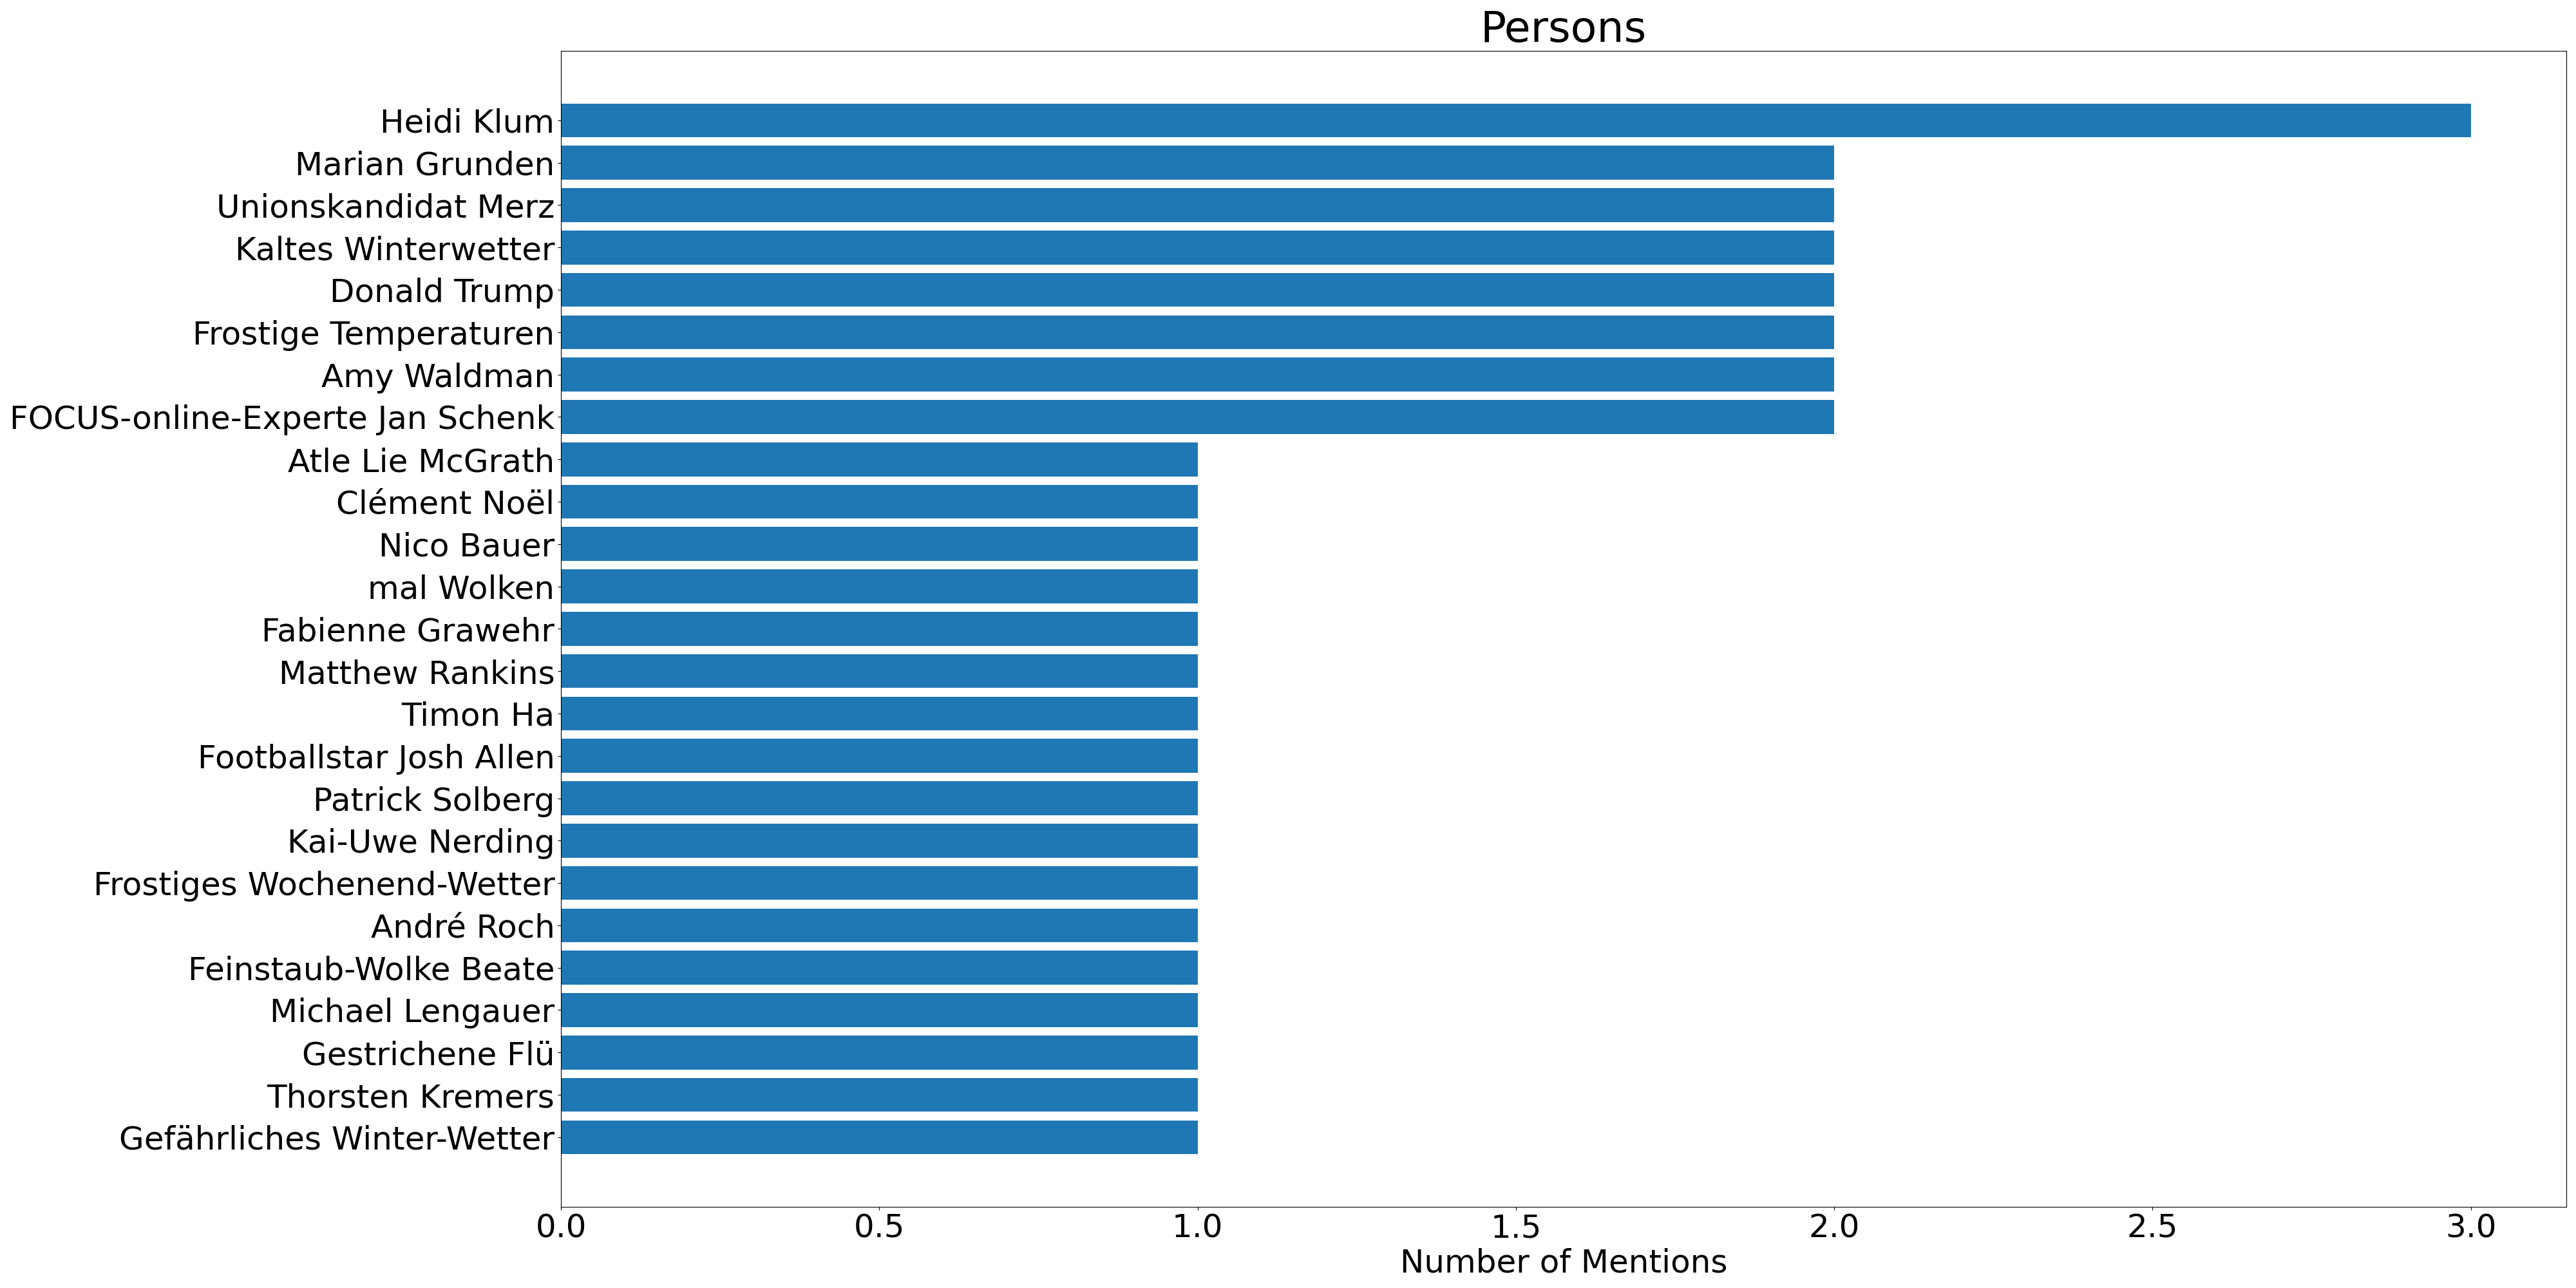 Persons
Heidi Klum
Marian Grunden
Unionskandidat Merz
Kaltes Winterwetter
Donald Trump
Frostige Temperaturen
Amy Waldman
FOCUS-online-Experte Jan Schenk
Atle Lie McGrath
Clément Noël
Nico Bauer
mal Wolken
Fabienne Grawehr
Matthew Rankins
Timon Ha
Footballstar Josh Allen
Patrick Solberg
Kai-Uwe Nerding
Frostiges Wochenend-Wetter
André Roch
Feinstaub-Wolke Beate
Michael Lengauer
Gestrichene Flü
Thorsten Kremers
Gefährliches Winter-Wetter
0.0 0.5 1.0 1.5 2.0 2.5 3.0
Number of Mentions